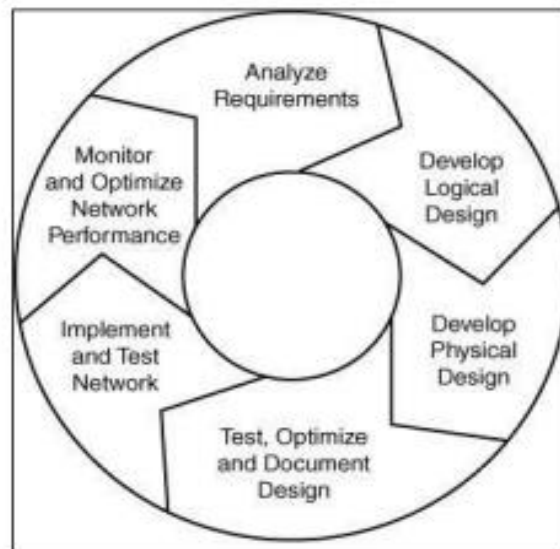 Analyze
Requirements
Develop
Logical
Design
Develop
Physical
Design
Test, Optimize
and Document
Design
Implement
and Test
Network
Monitor
and Optimize
Network
Performance